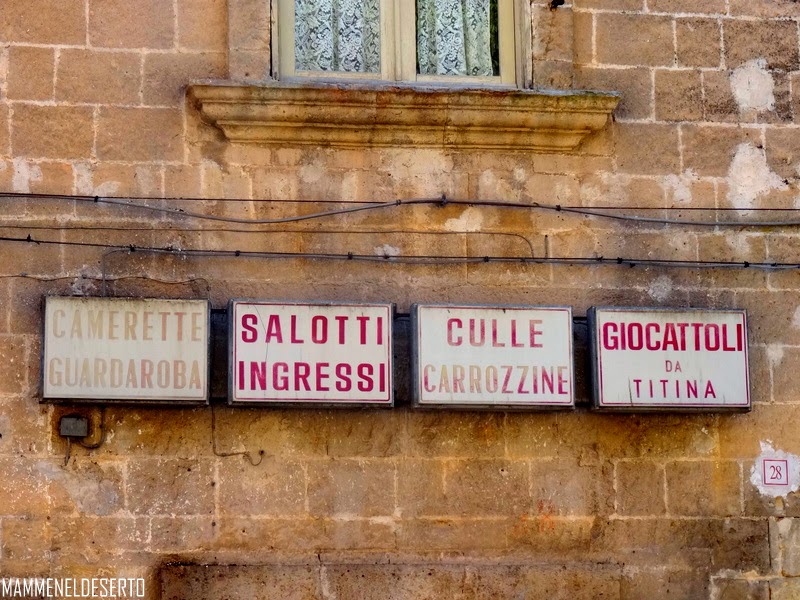 CAMERETTE
GUARDAROBA
SALOTTI
INGRESSI
CULLE
CARROZZINE
GIOCATTOLI
DA
TITINA
28
MAMMENELDESERTO